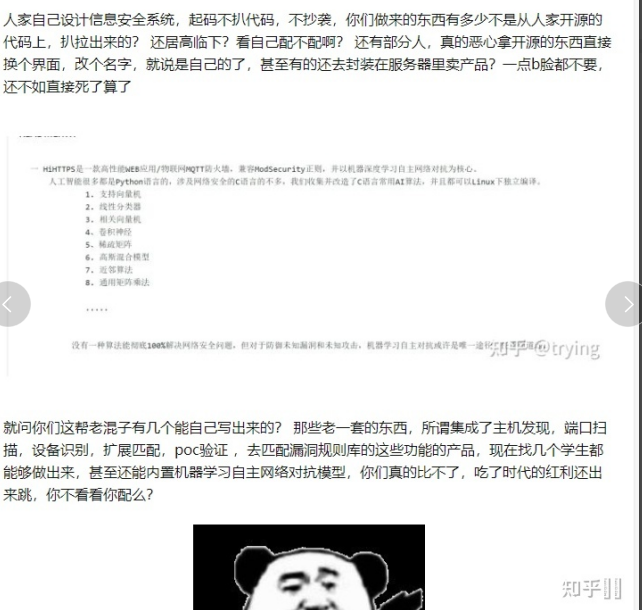 人家自己设计信息安全系统，起码不扒代码，不抄袭，你们做来的东西有多少不是从人家开源的
代码上，扒拉出来的？ 还居高临下？看自己配不配啊？ 还有部分人，真的恶心拿开源的东西直接
换个界面，改个名字，就说是自己的了，甚至有的还去封装在服务器里卖产品？一点b脸都不要，
还不如直接死了算了
一 HiHTTPS是一款高性能WEB应用/物联网MQTT防火墙，兼容ModSecurity正则，并以机器深度学习自主网络对抗为核心。
人工智能很多都是Python语言的，涉及网络安全的C语言的不多，我们收集并改造了C语言常用AI算法，并且都可以Linux下独立编译。
1. 支持向量机
2. 线性分类器
3. 相关向量机
4. 卷积神经
5. 稀疏矩阵
6. 高斯混合模型
7. 近邻算法
8. 通用矩阵乘法
.....
没有一种算法能彻底100%解决网络安全问题，但对于防御未知漏洞和未知攻击，机器学习自主对抗或许是唯一途径
知乎 @trying
就问你们这帮老混子有几个能自己写出来的？ 那些老一套的东西，所谓集成了主机发现，端口扫
描，设备识别，扩展匹配，poc验证 ，去匹配漏洞规则库的这些功能的产品，现在找几个学生都
能够做出来，甚至还能内置机器学习自主网络对抗模型，你们真的比不了，吃了时代的红利还出
来跳，你不看看你配么？
知乎